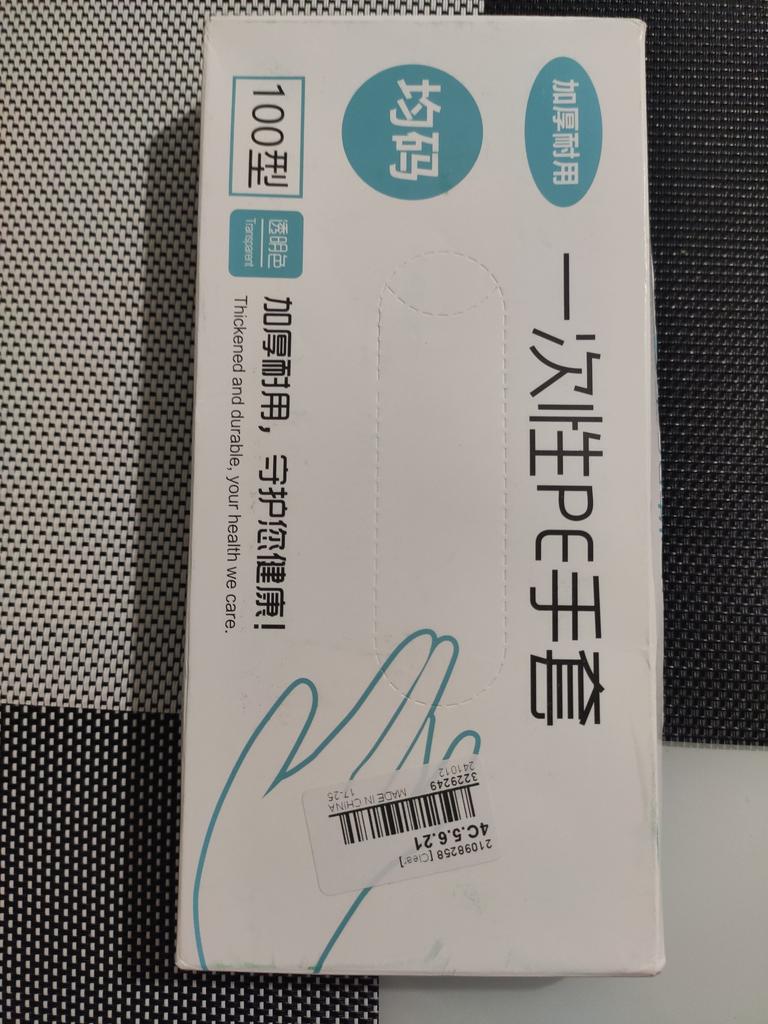 加厚耐用
一次性PE手套
均码
100型
透明色
Transparent
加厚耐用，守护您健康!
Thickened and durable, your health we care.
21098258 [Clear]
4C.5.6.21
3229249
241012
MADE IN CHINA
17-25